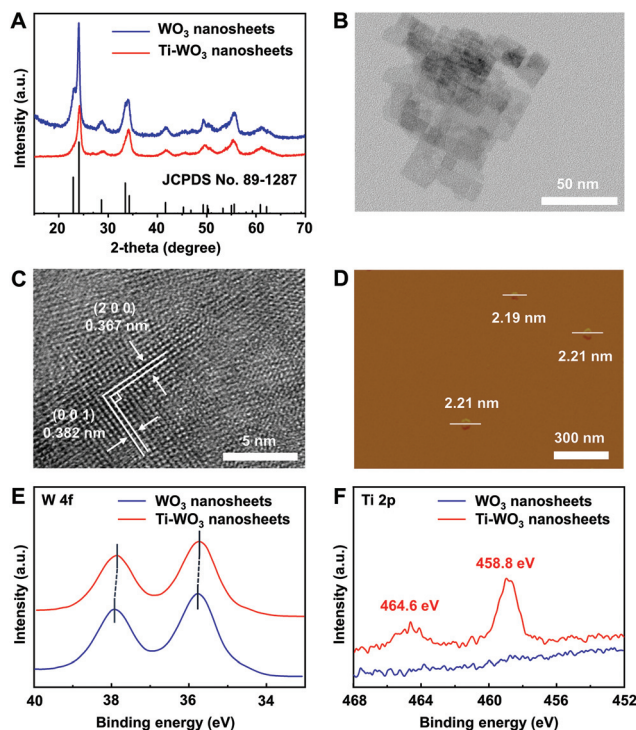 A
WO3 nanosheets
Ti-WO3 nanosheets
Intensity (a.u.)
JCPDS No. 89-1287
20 30 40 50 60 70
2-theta (degree)
B
50 nm
C
(2 0 0)
0.367 nm
(0 0 1)
0.382 nm
5 nm
D
2.19 nm
2.21 nm
2.21 nm
300 nm
E
W 4f
WO3 nanosheets
Ti-WO3 nanosheets
Intensity (a.u.)
40 38 36 34
Binding energy (eV)
F
Ti 2p
WO3 nanosheets
Ti-WO3 nanosheets
458.8 eV
464.6 eV
Intensity (a.u.)
468 464 460 456 452
Binding energy (eV)